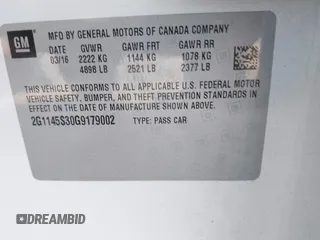 GM
MFD BY GENERAL MOTORS OF CANADA COMPANY
DATE GVWR GAWR FRT GAWR RR
03/16 2222 KG 1144 KG 1078 KG
4898 LB 2521 LB 2377 LB
THIS VEHICLE CONFORMS TO ALL APPLICABLE U.S. FEDERAL MOTOR
VEHICLE SAFETY, BUMPER, AND THEFT PREVENTION STANDARDS IN
EFFECT ON THE DATE OF MANUFACTURE SHOWN ABOVE.
2G1145S30G9179002 TYPE: PASS CAR
DREAMBID